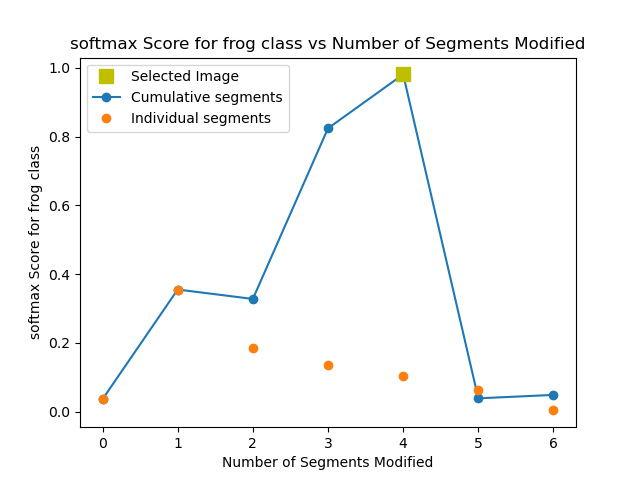 softmax Score for frog class vs Number of Segments Modified
Selected Image
Cumulative segments
Individual segments
softmax Score for frog class
1.0
0.8
0.6
0.4
0.2
0.0
0 1 2 3 4 5 6
Number of Segments Modified